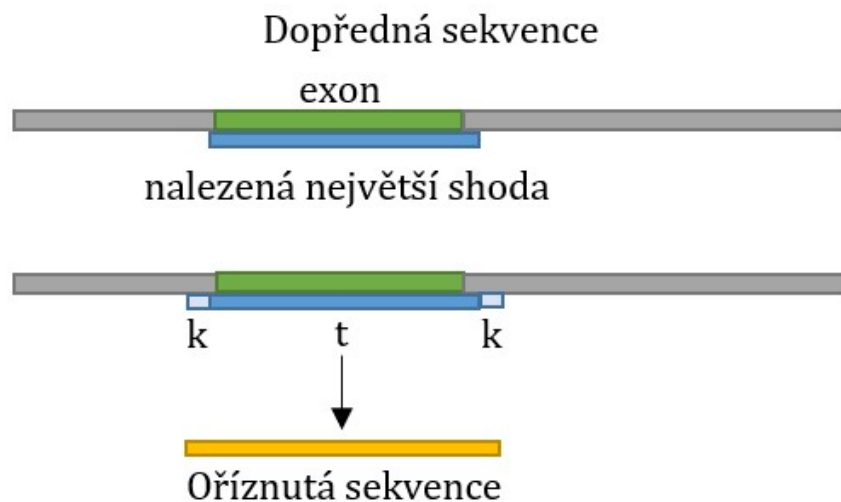 Dopředná sekvence
exon
nalezená největší shoda
k t k
Oříznutá sekvence